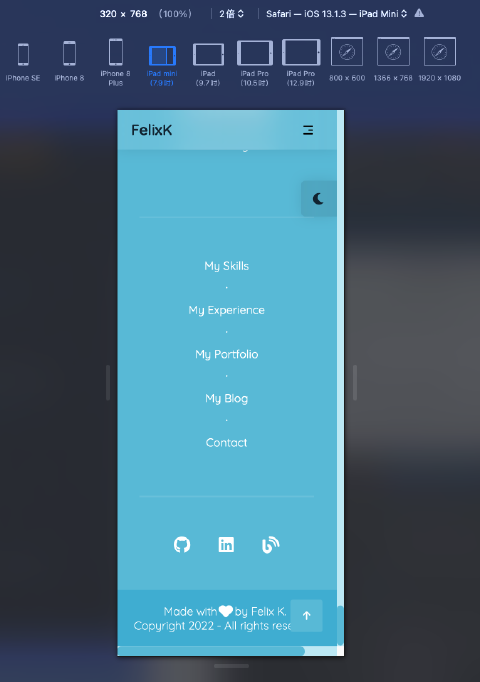 320 × 768 (100%) 2倍 Safari – iOS 13.1.3 – iPad Mini
iPhone SE
iPhone 8
iPhone 8
Plus
iPad mini
(7.9吋)
iPad
(9.7吋)
iPad Pro
(10.5吋)
iPad Pro
(12.9吋)
800 × 600
1366 × 768
1920 × 1080
FelixK
My Skills
·
My Experience
·
My Portfolio
·
My Blog
·
Contact
Made with by Felix K.
Copyright 2022 - All rights rese